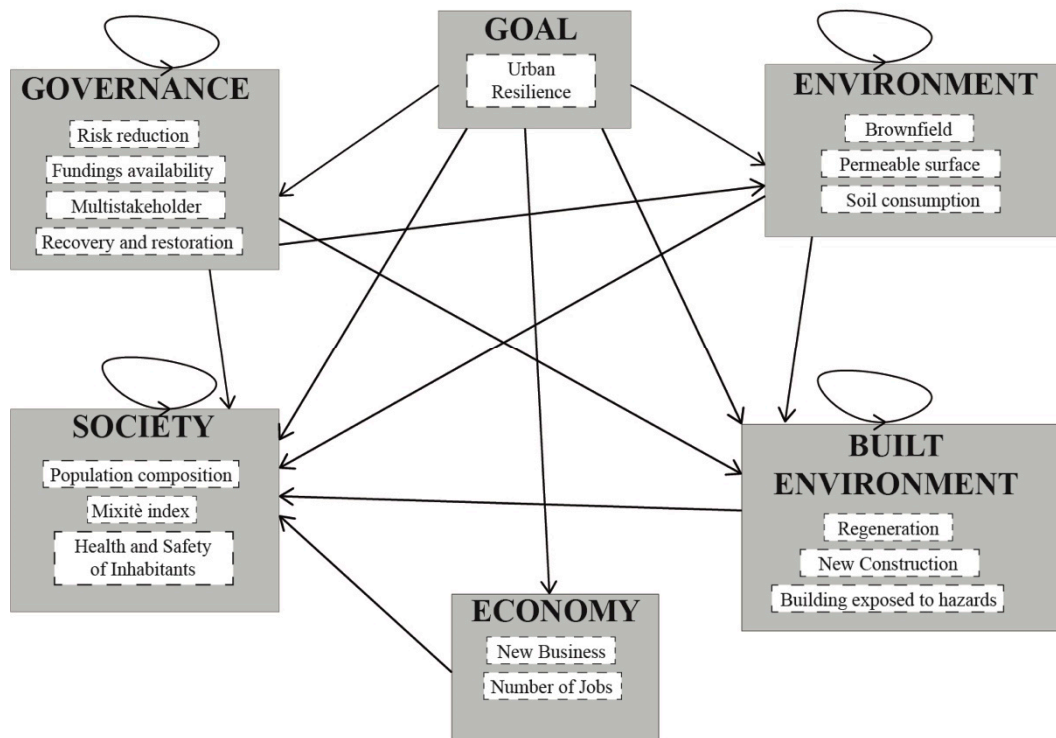 GOAL
Urban
Resilience
GOVERNANCE
Risk reduction
Fundings availability
Multistakeholder
Recovery and restoration
ENVIRONMENT
Brownfield
Permeable surface
Soil consumption
SOCIETY
Population composition
Mixitè index
Health and Safety
of Inhabitants
BUILT
ENVIRONMENT
Regeneration
New Construction
Building exposed to hazards
ECONOMY
New Business
Number of Jobs